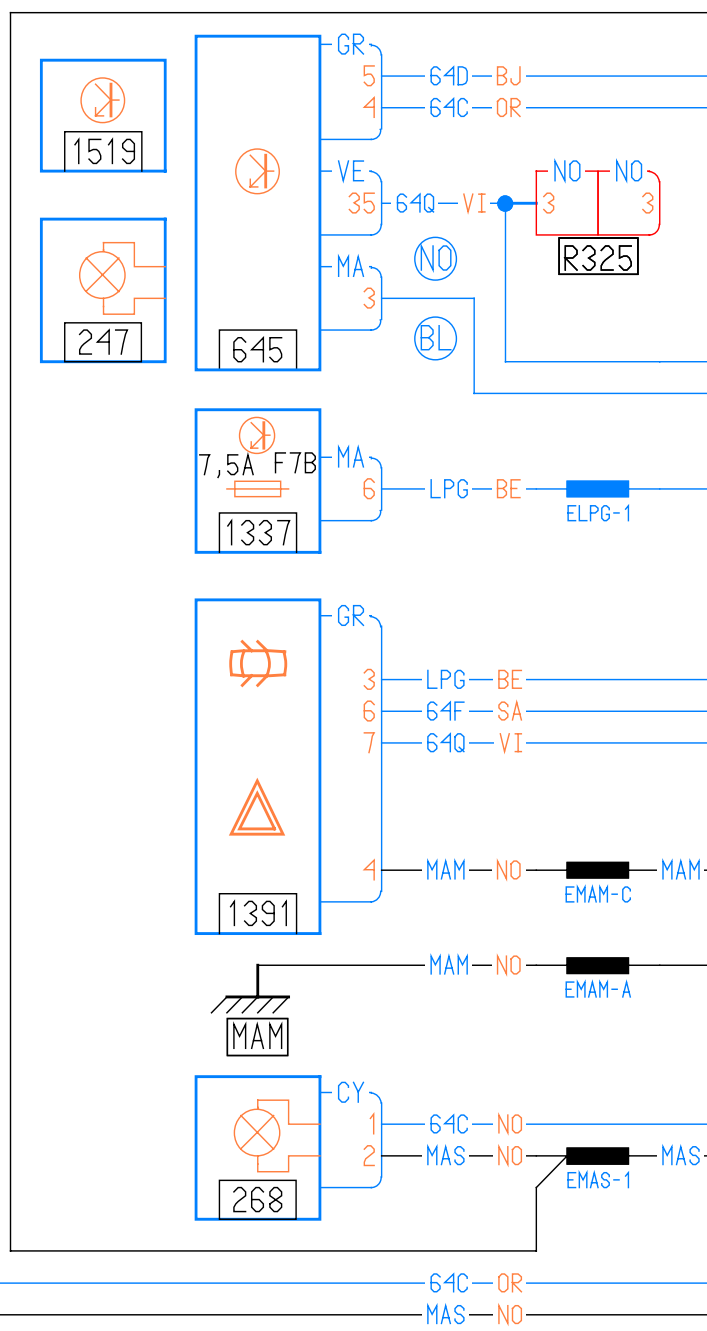 GR
5 64D BJ
1519
4 64C OR
VE
NO NO
35 64Q VI 3 3
NO
R325
MA
3
247
645
BL
7,5A F7B
MA
6 LPG BE
ELPG-1
1337
GR
3 LPG BE
6 64F SA
7 64Q VI
4 MAM NO MAM
EMAM-C
1391
MAM NO
EMAM-A
MAM
CY
1 64C NO
2 MAS NO MAS
EMAS-1
268
64C OR
MAS NO